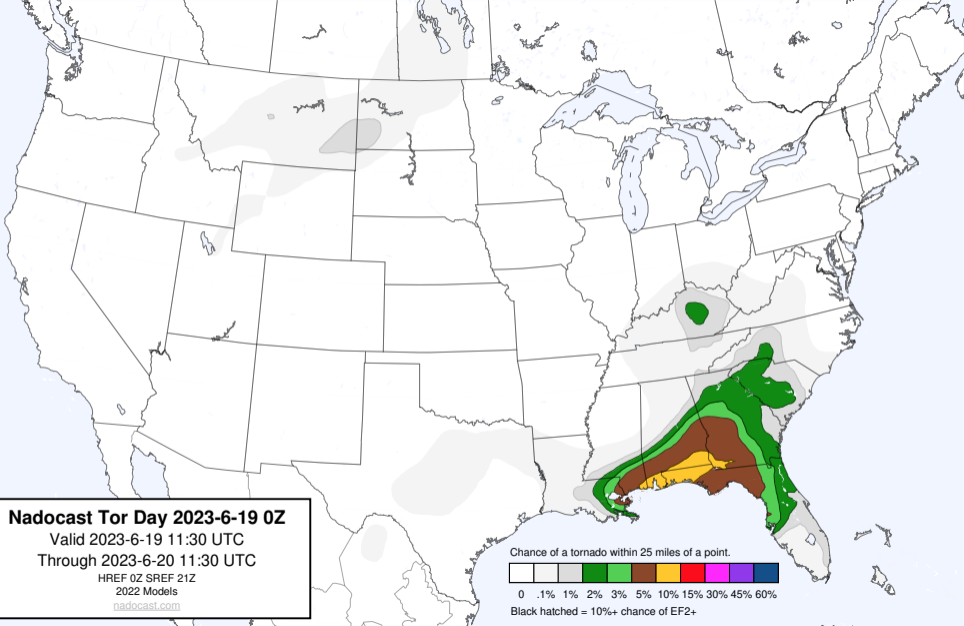 Nadocast Tor Day 2023-6-19 0Z
Valid 2023-6-19 11:30 UTC
Through 2023-6-20 11:30 UTC
HREF 0Z SREF 21Z
2022 Models
nadocast.com
Chance of a tornado within 25 miles of a point.
0 .1% 1% 2% 3% 5% 10% 15% 30% 45% 60%
Black hatched = 10%+ chance of EF2+